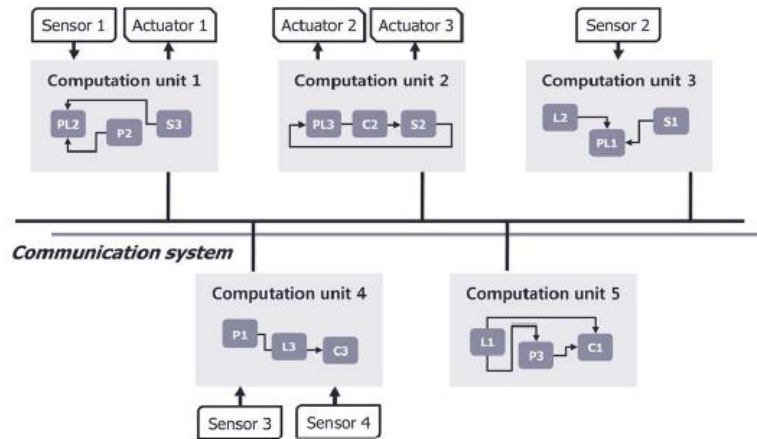 Sensor 1
Actuator 1
Actuator 2
Actuator 3
Sensor 2
Computation unit 1
PL2
P2
S3
Computation unit 2
PL3
C2
S2
Computation unit 3
L2
PL1
S1
Communication system
Computation unit 4
P1
L3
C3
Computation unit 5
L1
P3
C1
Sensor 3
Sensor 4